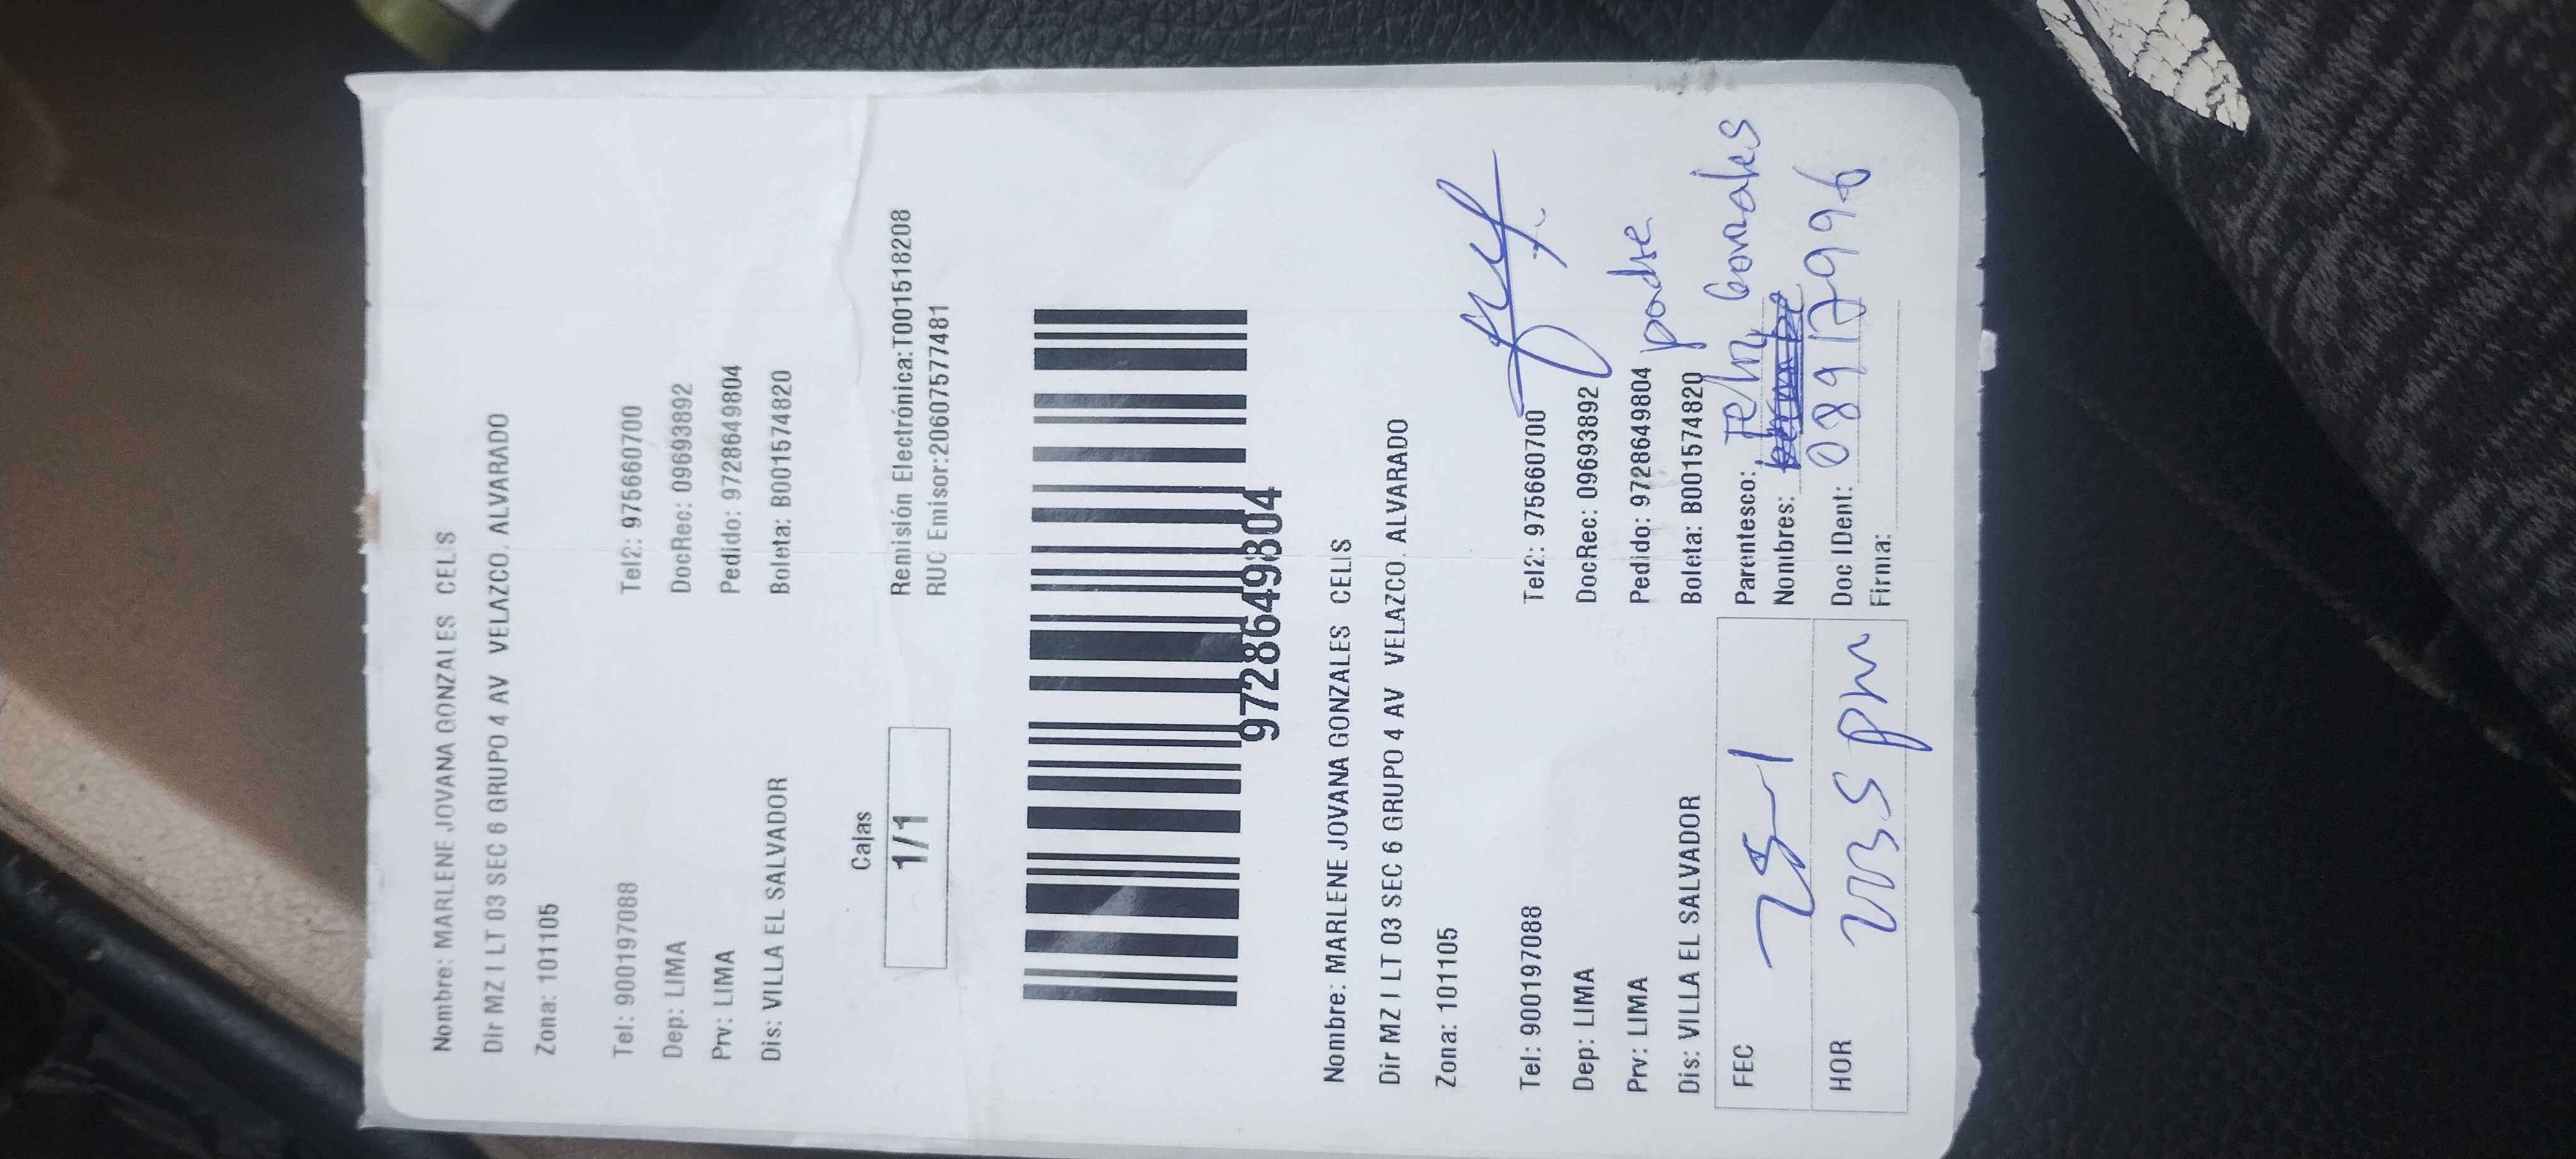 Nombre: MARLENE JOVANA GONZALES CELIS
Dir MZ I LT 03 SEC 6 GRUPO 4 AV VELAZCO. ALVARADO
Zona: 101105
Tel: 900197088 Tel2: 975660700
Dep: LIMA DocRec: 09693892
Prv: LIMA Pedido: 9728649804
Dis: VILLA EL SALVADOR Boleta: B001574820
Cajas
1/1
Remisión Electrónica:T001518208
RUC Emisor:20607577481
9728649804
Nombre: MARLENE JOVANA GONZALES CELIS
Dir MZ I LT 03 SEC 6 GRUPO 4 AV VELAZCO. ALVARADO
Zona: 101105
Tel: 900197088 Tel2: 975660700
Dep: LIMA DocRec: 09693892
Prv: LIMA Pedido: 9728649804 padre
Dis: VILLA EL SALVADOR Boleta: B001574820
FEC Parentesco: Gonzales
Nombres:
HOR pm Doc IDent: 08917996
Firma: